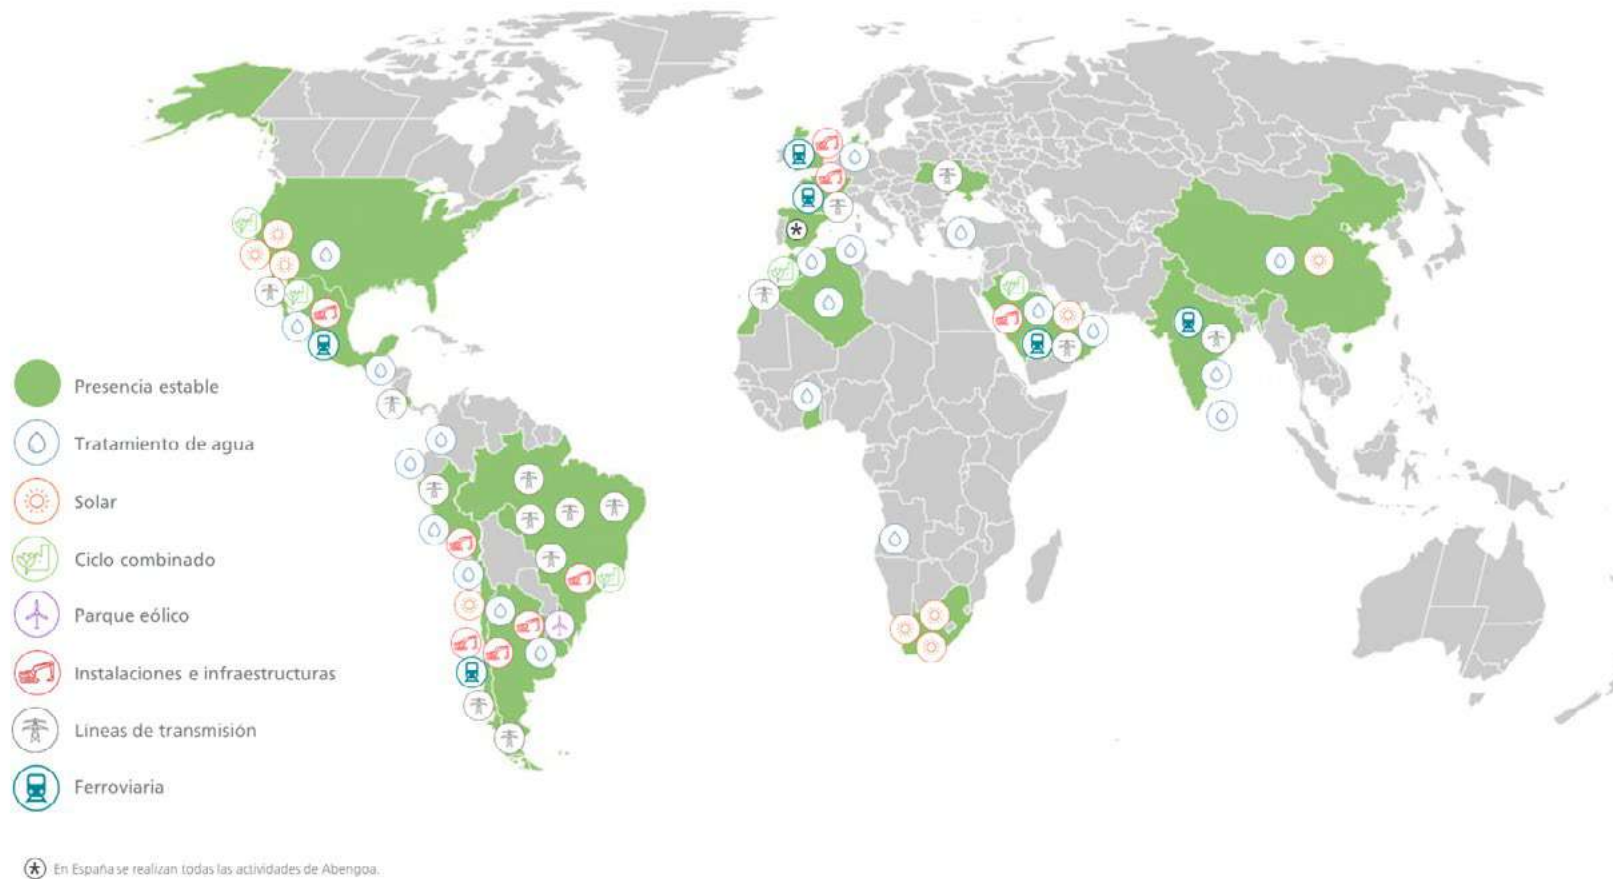 Presencia estable
Tratamiento de agua
Solar
Ciclo combinado
Parque eólico
Instalaciones e infraestructuras
Líneas de transmisión
Ferroviaria
* En España se realizan todas las actividades de Abengoa.
*